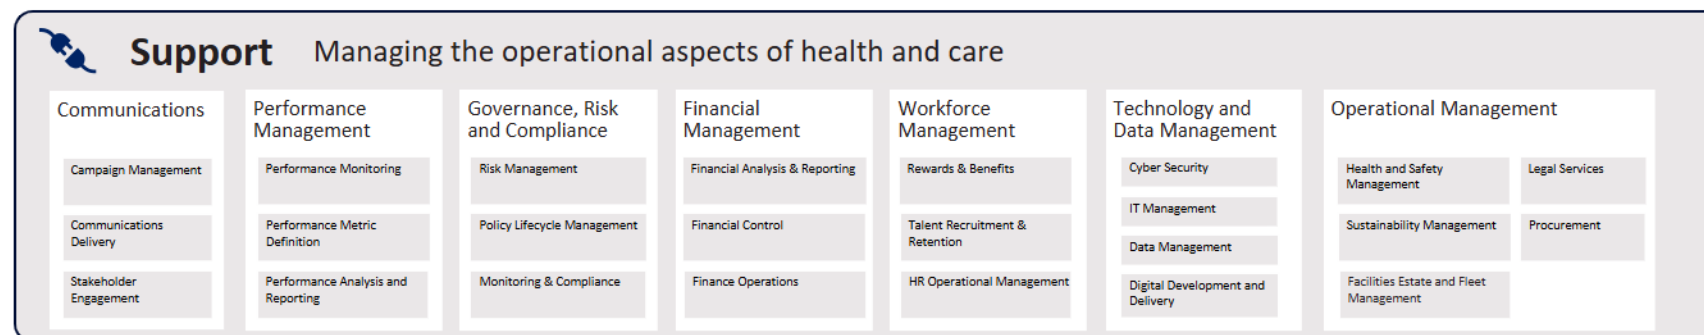 Support Managing the operational aspects of health and care
Communications
Campaign Management
Communications
Delivery
Stakeholder
Engagement
Performance
Management
Performance Monitoring
Performance Metric
Definition
Performance Analysis and
Reporting
Governance, Risk
and Compliance
Risk Management
Policy Lifecycle Management
Monitoring & Compliance
Financial
Management
Financial Analysis & Reporting
Financial Control
Finance Operations
Workforce
Management
Rewards & Benefits
Talent Recruitment &
Retention
HR Operational Management
Technology and
Data Management
Cyber Security
IT Management
Data Management
Digital Development and
Delivery
Operational Management
Health and Safety
Management
Legal Services
Sustainability Management
Procurement
Facilities Estate and Fleet
Management